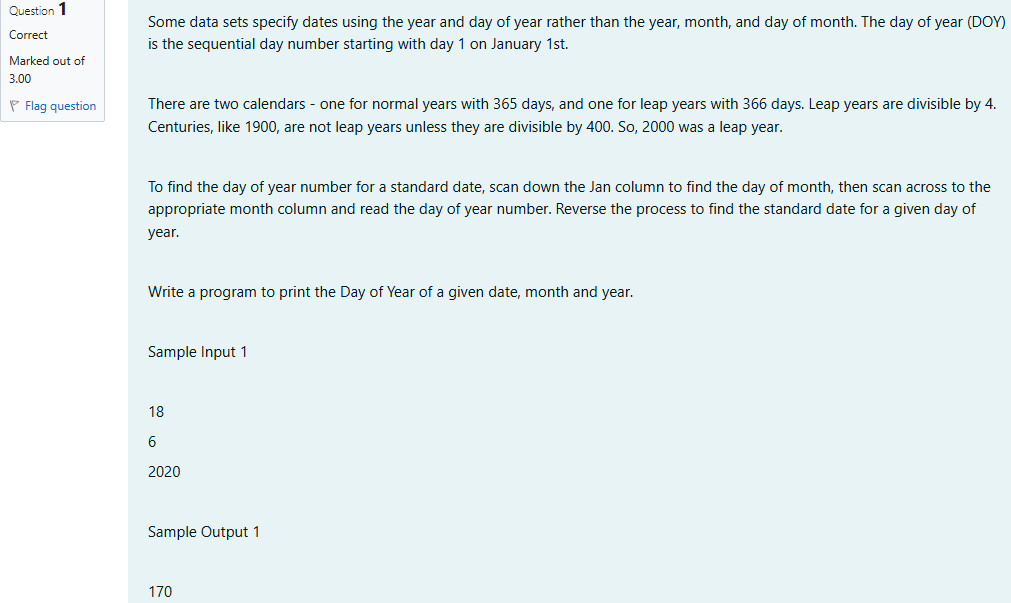 Question 1
Correct
Marked out of
3.00
Flag question
Some data sets specify dates using the year and day of year rather than the year, month, and day of month. The day of year (DOY)
is the sequential day number starting with day 1 on January 1st.
There are two calendars - one for normal years with 365 days, and one for leap years with 366 days. Leap years are divisible by 4.
Centuries, like 1900, are not leap years unless they are divisible by 400. So, 2000 was a leap year.
To find the day of year number for a standard date, scan down the Jan column to find the day of month, then scan across to the
appropriate month column and read the day of year number. Reverse the process to find the standard date for a given day of
year.
Write a program to print the Day of Year of a given date, month and year.
Sample Input 1
18
6
2020
Sample Output 1
170